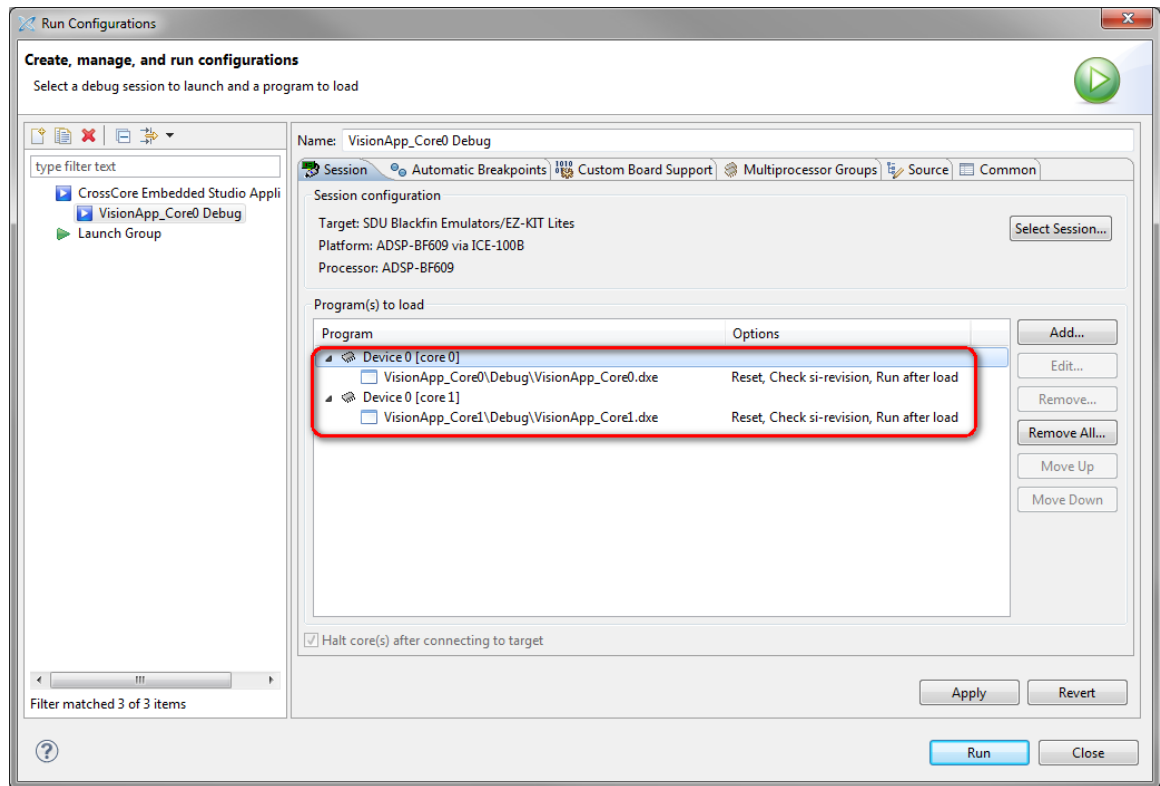 Run Configurations
Create, manage, and run configurations
Select a debug session to launch and a program to load
type filter text
CrossCore Embedded Studio Appli
VisionApp_Core0 Debug
Launch Group
Filter matched 3 of 3 items
Name: VisionApp_Core0 Debug
Session Automatic Breakpoints Custom Board Support Multiprocessor Groups Source Common
Session configuration
Target: SDU Blackfin Emulators/EZ-KIT Lites
Platform: ADSP-BF609 via ICE-100B
Processor: ADSP-BF609
Select Session...
Program(s) to load
Program Options
Device 0 [core 0]
VisionApp_Core0\Debug\VisionApp_Core0.dxe Reset, Check si-revision, Run after load
Device 0 [core 1]
VisionApp_Core1\Debug\VisionApp_Core1.dxe Reset, Check si-revision, Run after load
Add...
Edit...
Remove...
Remove All...
Move Up
Move Down
Halt core(s) after connecting to target
Apply Revert
Run Close